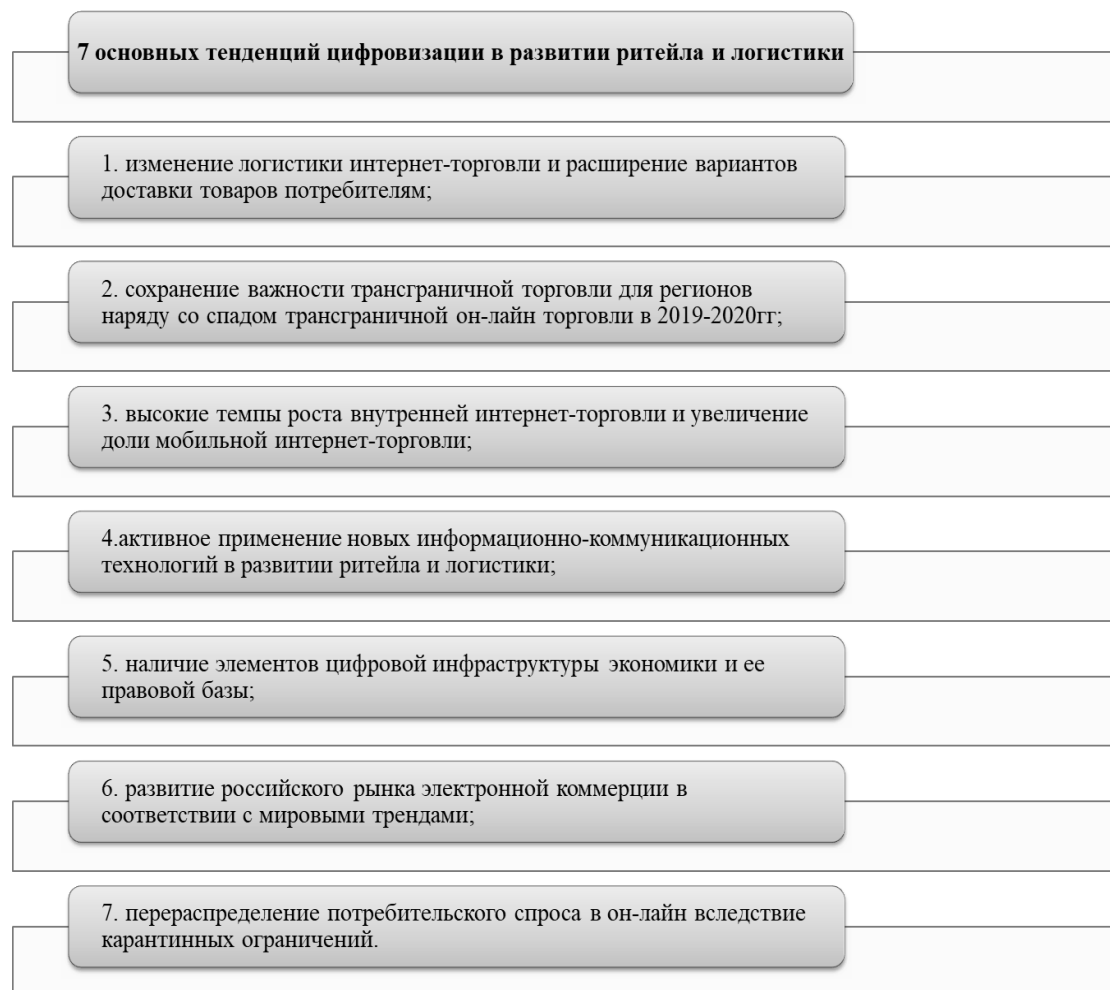 7 основных тенденций цифровизации в развитии ритейла и логистики
1. изменение логистики интернет-торговли и расширение вариантов
доставки товаров потребителям;
2. сохранение важности трансграничной торговли для регионов
наряду со спадом трансграничной он-лайн торговли в 2019-2020гг;
3. высокие темпы роста внутренней интернет-торговли и увеличение
доли мобильной интернет-торговли;
4.активное применение новых информационно-коммуникационных
технологий в развитии ритейла и логистики;
5. наличие элементов цифровой инфраструктуры экономики и ее
правовой базы;
6. развитие российского рынка электронной коммерции в
соответствии с мировыми трендами;
7. перераспределение потребительского спроса в он-лайн вследствие
карантинных ограничений.